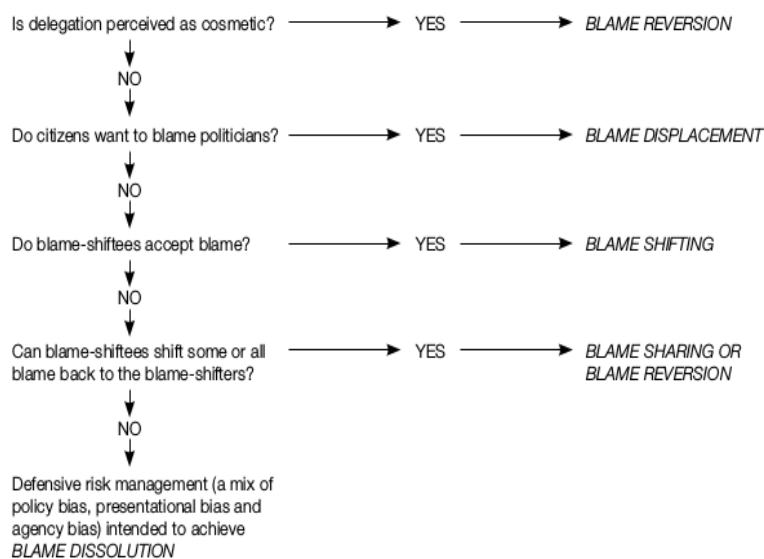 Is delegation perceived as cosmetic? YES BLAME REVERSION
NO
Do citizens want to blame politicians? YES BLAME DISPLACEMENT
NO
Do blame-shiftees accept blame? YES BLAME SHIFTING
NO
Can blame-shiftees shift some or all YES BLAME SHARING OR
blame back to the blame-shifters? BLAME REVERSION
NO
Defensive risk management (a mix of
policy bias, presentational bias and
agency bias) intended to achieve
BLAME DISSOLUTION